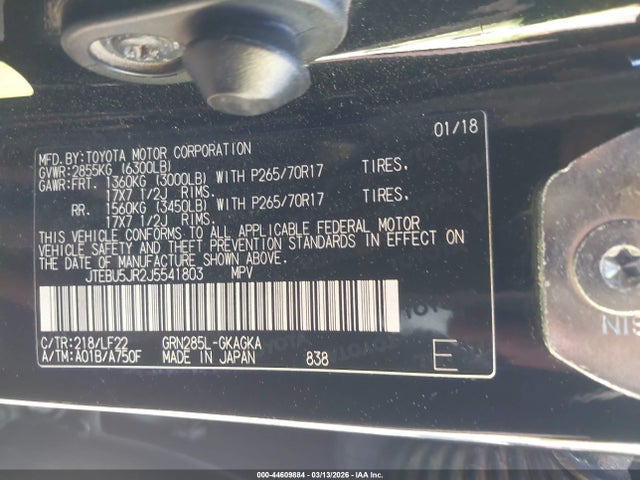 01/18
MFD. BY: TOYOTA MOTOR CORPORATION
GVWR: 2855KG (6300LB)
GAWR: FRT. 1360KG (3000LB) WITH P265/70R17 TIRES.
17X7 1/2J RIMS.
RR. 1560KG (3450LB) WITH P265/70R17 TIRES.
17X7 1/2J RIMS.
THIS VEHICLE CONFORMS TO ALL APPLICABLE FEDERAL MOTOR
VEHICLE SAFETY AND THEFT PREVENTION STANDARDS IN EFFECT ON
THE DATE OF MANUFACTURE SHOWN ABOVE.
JTEBU5JR2J5541803 MPV
C/TR: 218/LF22 GRN285L-GKAGKA
A/TM: A01B/A750F MADE IN JAPAN 838 E
000-44609884 | 03/13/2026 - IAA Inc.